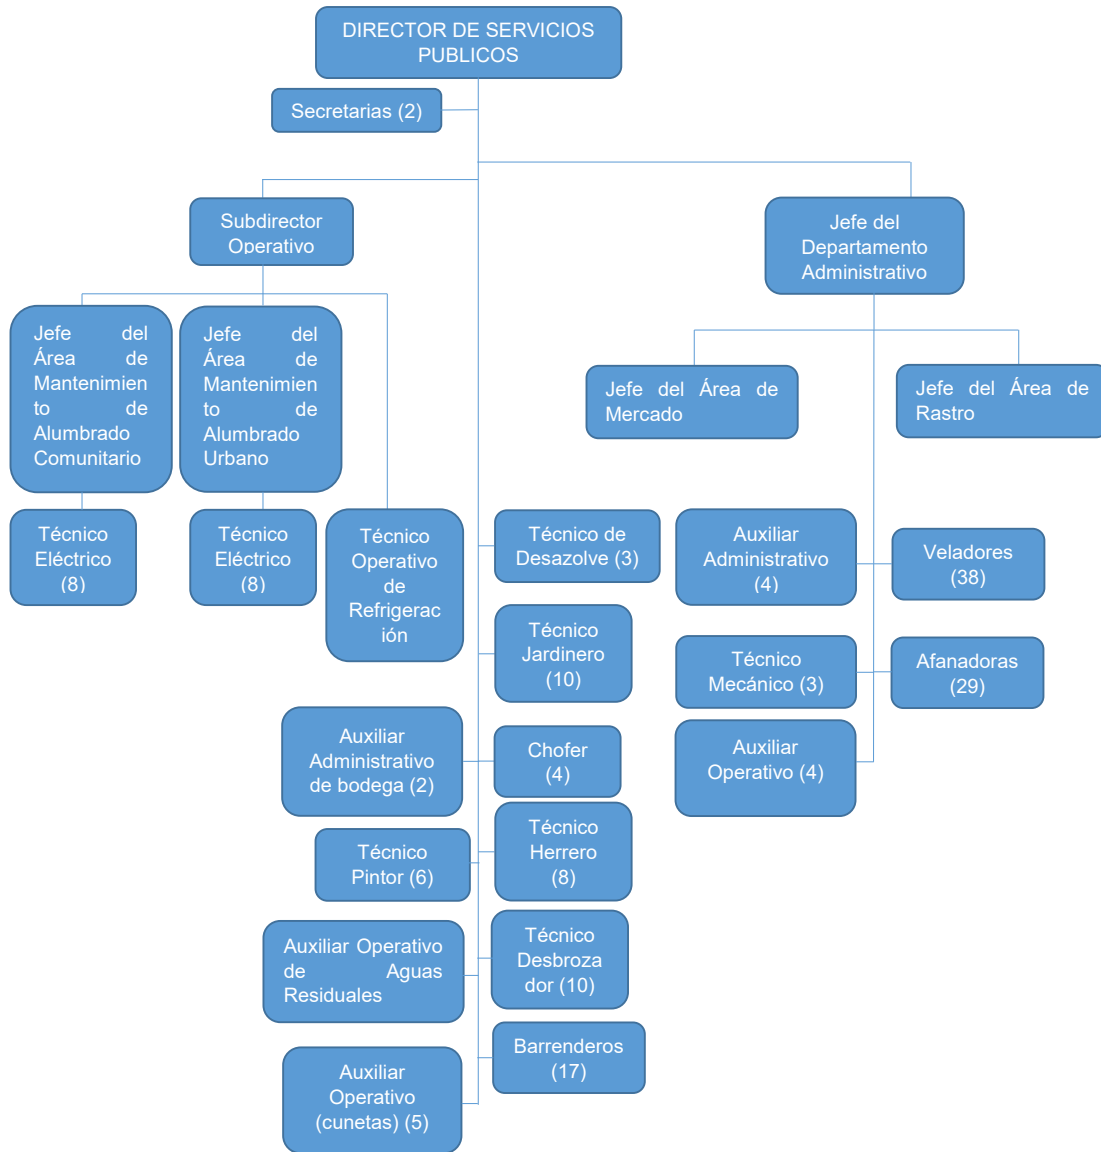 DIRECTOR DE SERVICIOS
PUBLICOS
Secretarias (2)
Subdirector
Operativo
Jefe del
Departamento
Administrativo
Jefe del
Área de
Mantenimien
to de
Alumbrado
Comunitario
Jefe del
Área de
Mantenimien
to de
Alumbrado
Urbano
Jefe del Área de
Mercado
Jefe del Área de
Rastro
Técnico
Eléctrico
(8)
Técnico
Eléctrico
(8)
Técnico
Operativo
de
Refrigerac
ión
Técnico de
Desazolve (3)
Auxiliar
Administrativo
(4)
Veladores
(38)
Técnico
Jardinero
(10)
Técnico
Mecánico (3)
Afanadoras
(29)
Auxiliar
Administrativo
de bodega (2)
Chofer
(4)
Auxiliar
Operativo (4)
Técnico
Pintor (6)
Técnico
Herrero
(8)
Auxiliar Operativo
de Aguas
Residuales
Técnico
Desbroza
dor (10)
Auxiliar
Operativo
(cunetas) (5)
Barrenderos
(17)